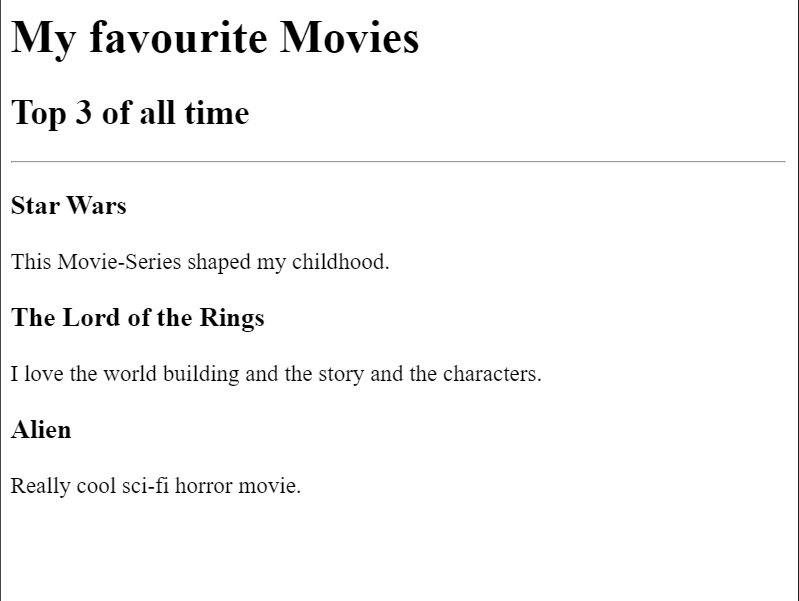 My favourite Movies
Top 3 of all time
Star Wars
This Movie-Series shaped my childhood.
The Lord of the Rings
I love the world building and the story and the characters.
Alien
Really cool sci-fi horror movie.